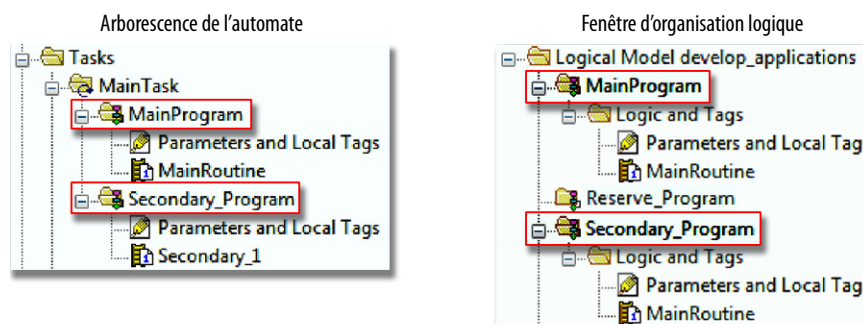 Arborescence de l'automate
Tasks
MainTask
MainProgram
Parameters and Local Tags
MainRoutine
Secondary_Program
Parameters and Local Tags
Secondary_1
Fenêtre d'organisation logique
Logical Model develop_applications
MainProgram
Logic and Tags
Parameters and Local Tag
MainRoutine
Reserve_Program
Secondary_Program
Logic and Tags
Parameters and Local Tag
MainRoutine